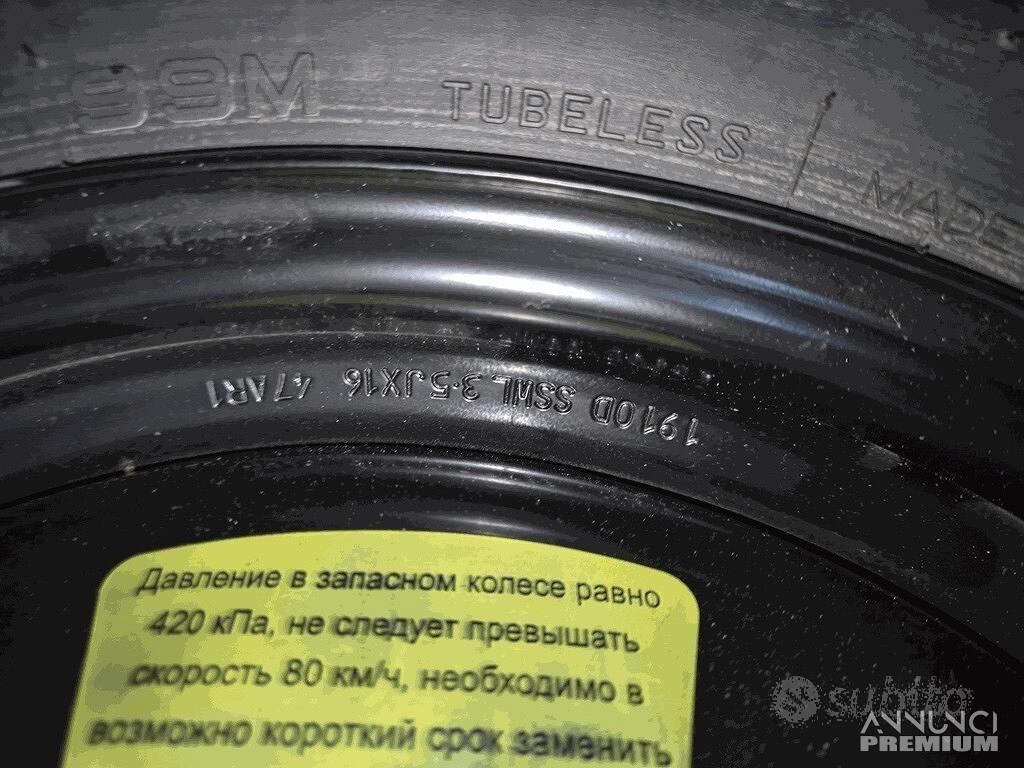 99M TUBELESS MADE
1910D SSWL 3·5JX16 47AR1
Давление в запасном колесе равно
420 кПа, не следует превышать
скорость 80 км/ч, необходимо в
возможно короткий срок заменить
subito
ANNUNCI
PREMIUM